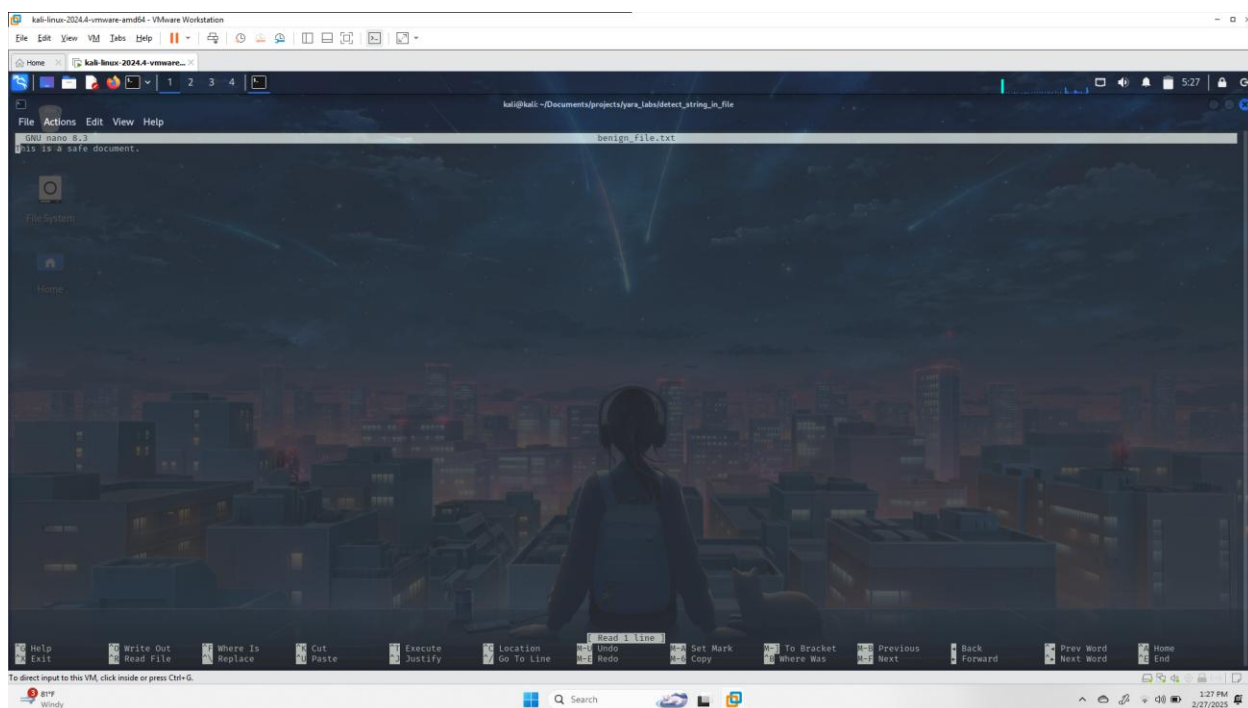 kali-linux-2024.4-vmware-amd64 - VMware Workstation
File Edit View VM Tabs Help
Home kali-linux-2024.4-vmware...
1 2 3 4 5:27
kali@kali: ~/Documents/projects/yara_labs/detect_string_in_file
File Actions Edit View Help
GNU nano 8.3 benign_file.txt
This is a safe document.
File System
Home
[ Read 1 line ]
^G Help ^O Write Out ^F Where Is ^K Cut ^T Execute ^C Location M-U Undo M-A Set Mark M-] To Bracket M-B Previous Back Prev Word ^A Home
^X Exit ^R Read File ^\ Replace ^U Paste ^J Justify ^/ Go To Line M-E Redo M-6 Copy ^B Where Was M-F Next Forward Next Word ^E End
To direct input to this VM, click inside or press Ctrl+G.
3 81°F Search 1:27 PM
Windy 2/27/2025